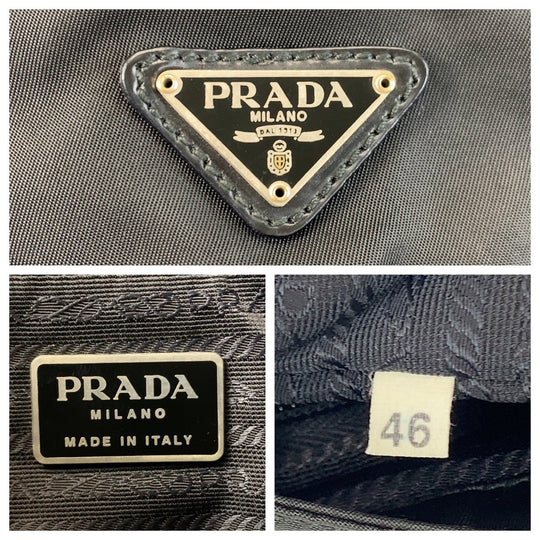 PRADA
MILANO
DAL 1913
PRADA
MILANO
MADE IN ITALY
46